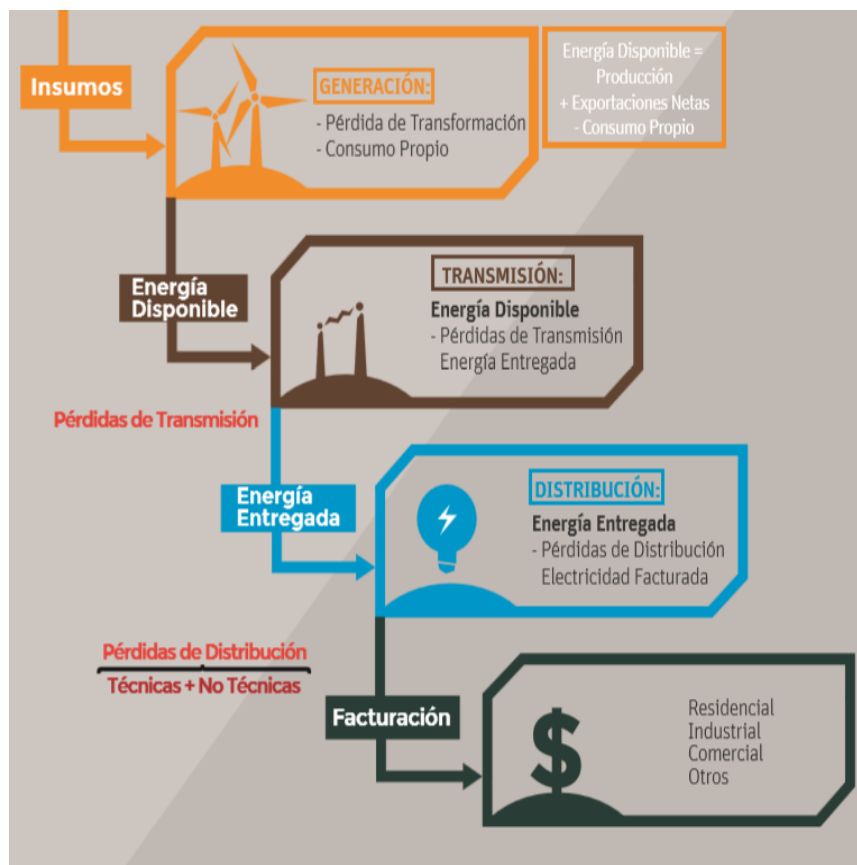 Insumos
GENERACIÓN:
- Pérdida de Transformación
- Consumo Propio
Energía Disponible =
Producción
+ Exportaciones Netas
- Consumo Propio
Energía
Disponible
TRANSMISIÓN:
Energía Disponible
- Pérdidas de Transmisión
Energía Entregada
Pérdidas de Transmisión
Energía
Entregada
DISTRIBUCIÓN:
Energía Entregada
- Pérdidas de Distribución
Electricidad Facturada
Pérdidas de Distribución
Técnicas + No Técnicas
Facturación
Residencial
Industrial
Comercial
Otros